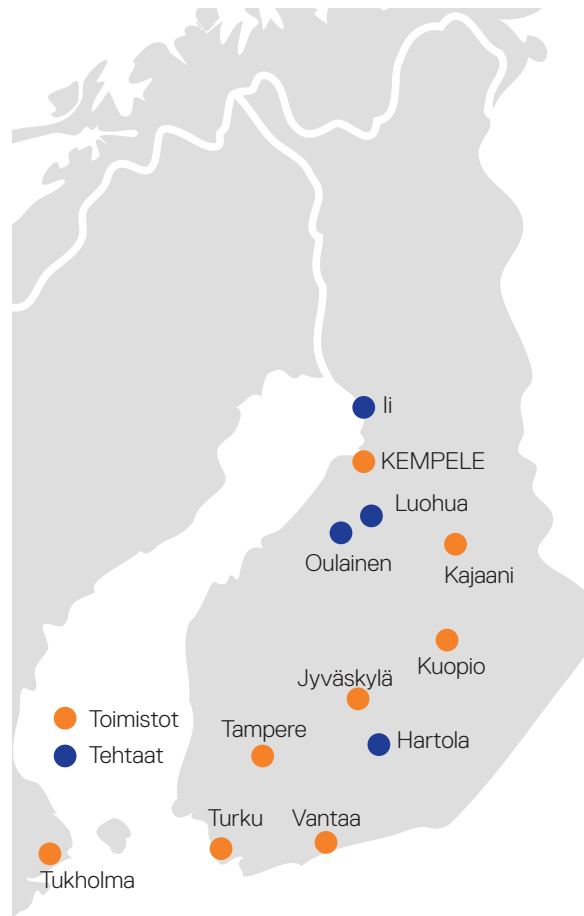 Ii
KEMPELE
Luohua
Oulainen
Kajaani
Kuopio
Jyväskylä
Toimistot
Tampere
Hartola
Tehtaat
Turku
Vantaa
Tukholma